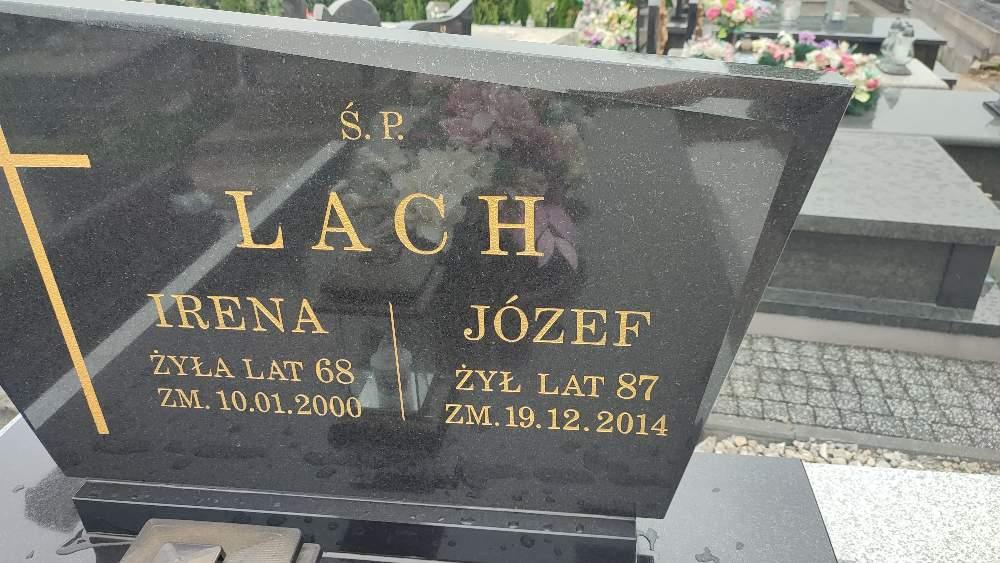 Ś.P.
LACH
IRENA
ŻYŁA LAT 68
ZM. 10.01.2000
JÓZEF
ŻYŁ LAT 87
ZM. 19.12.2014